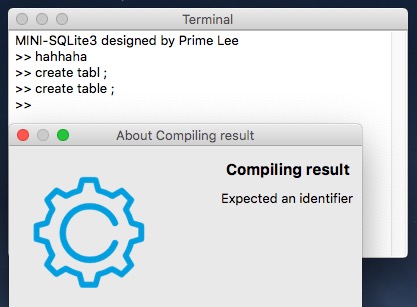 Terminal
MINI-SQLite3 designed by Prime Lee
>> hahhaha
>> create tabl ;
>> create table ;
>>
About Compiling result
Compiling result
Expected an identifier